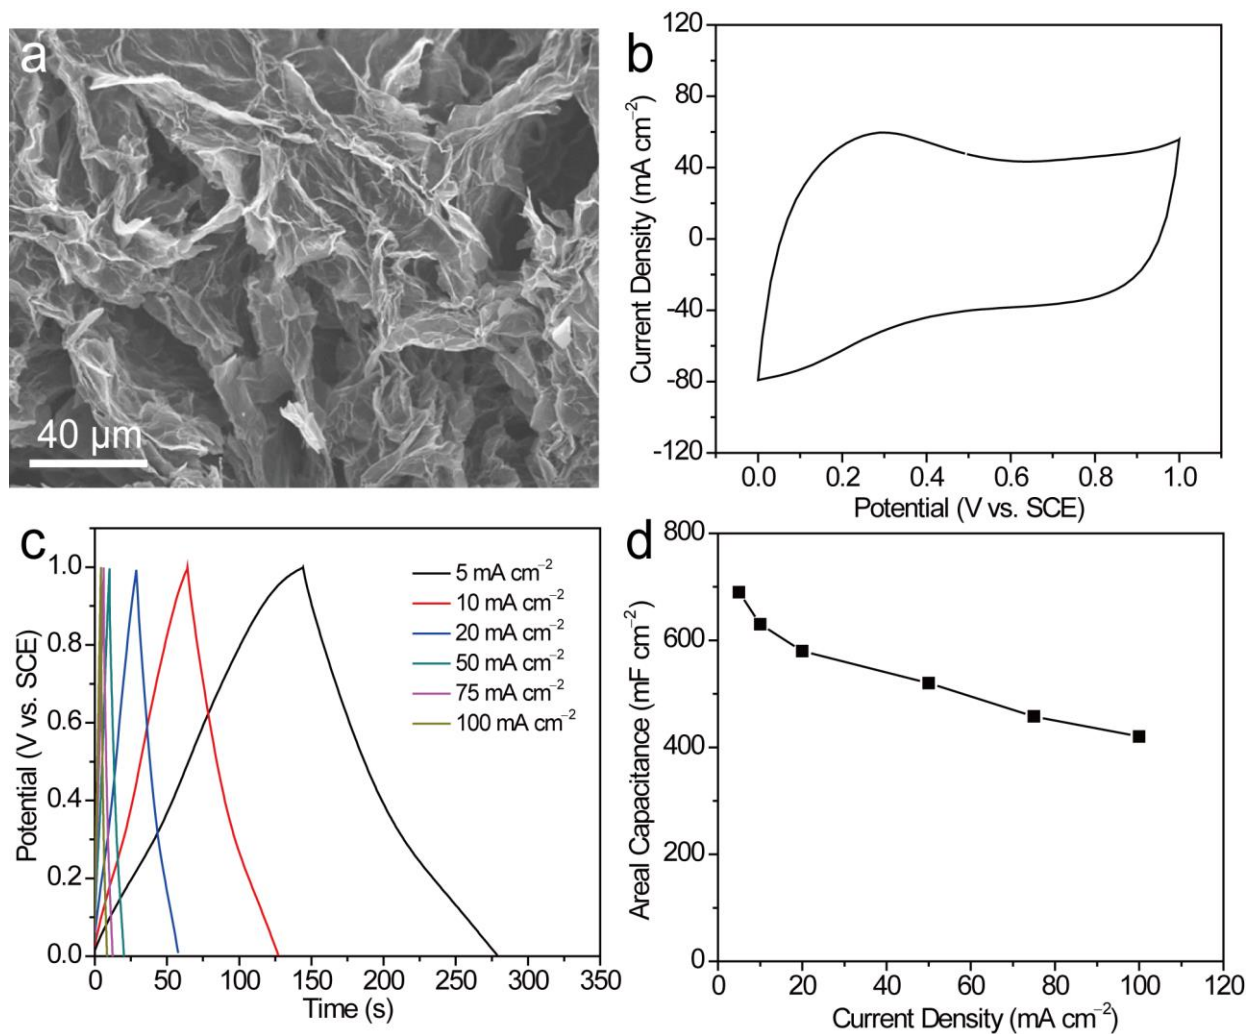 a
40 μm
b
120
80
40
0
-40
-80
-120
Current Density (mA cm⁻²)
0.0 0.2 0.4 0.6 0.8 1.0
Potential (V vs. SCE)
c
1.0
0.8
0.6
0.4
0.2
0.0
Potential (V vs. SCE)
5 mA cm⁻²
10 mA cm⁻²
20 mA cm⁻²
50 mA cm⁻²
75 mA cm⁻²
100 mA cm⁻²
0 50 100 150 200 250 300 350
Time (s)
d
800
600
400
200
0
Areal Capacitance (mF cm⁻²)
0 20 40 60 80 100 120
Current Density (mA cm⁻²)